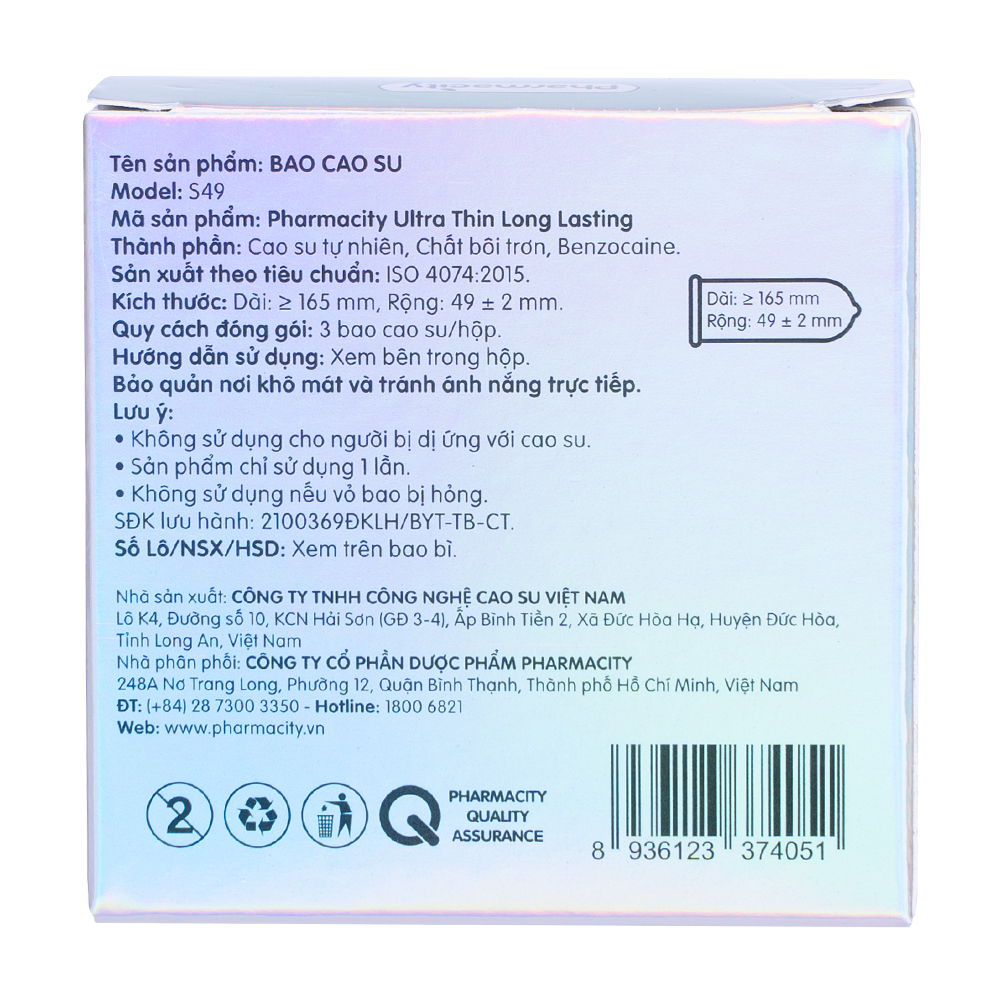 Pharmacity
Tên sản phẩm: BAO CAO SU
Model: S49
Mã sản phẩm: Pharmacity Ultra Thin Long Lasting
Thành phần: Cao su tự nhiên, Chất bôi trơn, Benzocaine.
Sản xuất theo tiêu chuẩn: ISO 4074:2015.
Kích thước: Dài: ≥ 165 mm, Rộng: 49 ± 2 mm.
Quy cách đóng gói: 3 bao cao su/hộp.
Hướng dẫn sử dụng: Xem bên trong hộp.
Bảo quản nơi khô mát và tránh ánh nắng trực tiếp.
Lưu ý:
• Không sử dụng cho người bị dị ứng với cao su.
• Sản phẩm chỉ sử dụng 1 lần.
• Không sử dụng nếu vỏ bao bị hỏng.
SĐK lưu hành: 2100369ĐKLH/BYT-TB-CT.
Số Lô/NSX/HSD: Xem trên bao bì.
Dài: ≥ 165 mm
Rộng: 49 ± 2 mm
Nhà sản xuất: CÔNG TY TNHH CÔNG NGHỆ CAO SU VIỆT NAM
Lô K4, Đường số 10, KCN Hải Sơn (GĐ 3-4), Ấp Bình Tiền 2, Xã Đức Hòa Hạ, Huyện Đức Hòa,
Tỉnh Long An, Việt Nam
Nhà phân phối: CÔNG TY CỔ PHẦN DƯỢC PHẨM PHARMACITY
248A Nơ Trang Long, Phường 12, Quận Bình Thạnh, Thành phố Hồ Chí Minh, Việt Nam
ĐT: (+84) 28 7300 3350 - Hotline: 1800 6821
Web: www.pharmacity.vn
2
PHARMACITY
QUALITY
ASSURANCE
8 936123 374051